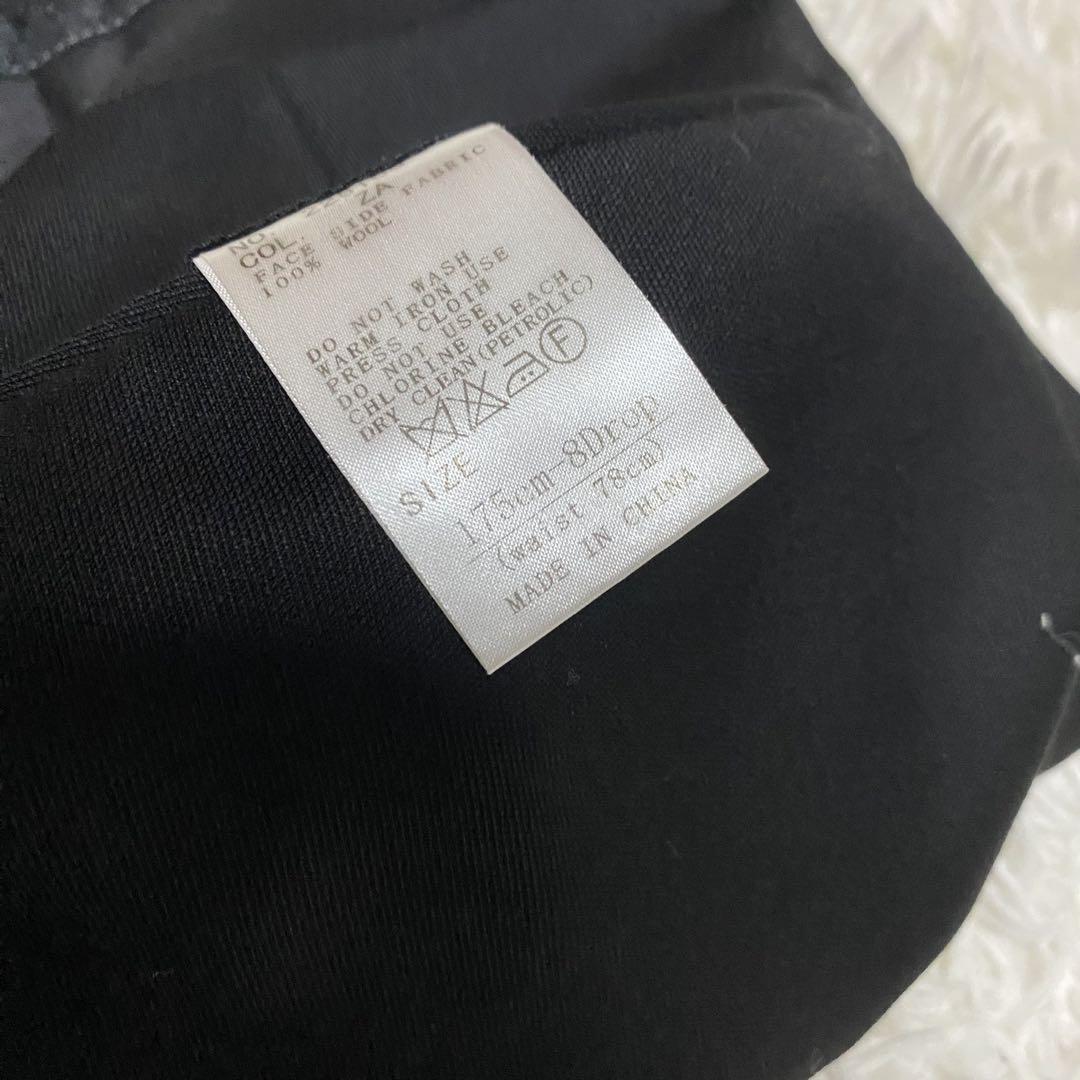 NO.
COL. ZA
FACE SIDE FABRIC
100% WOOL
DO NOT WASH
WARM IRON USE
PRESS CLOTH
DO NOT USE
CHLORINE BLEACH
DRY CLEAN(PETROLIC)
F
SIZE
175cm-8Drop
(waist 78cm)
MADE IN CHINA